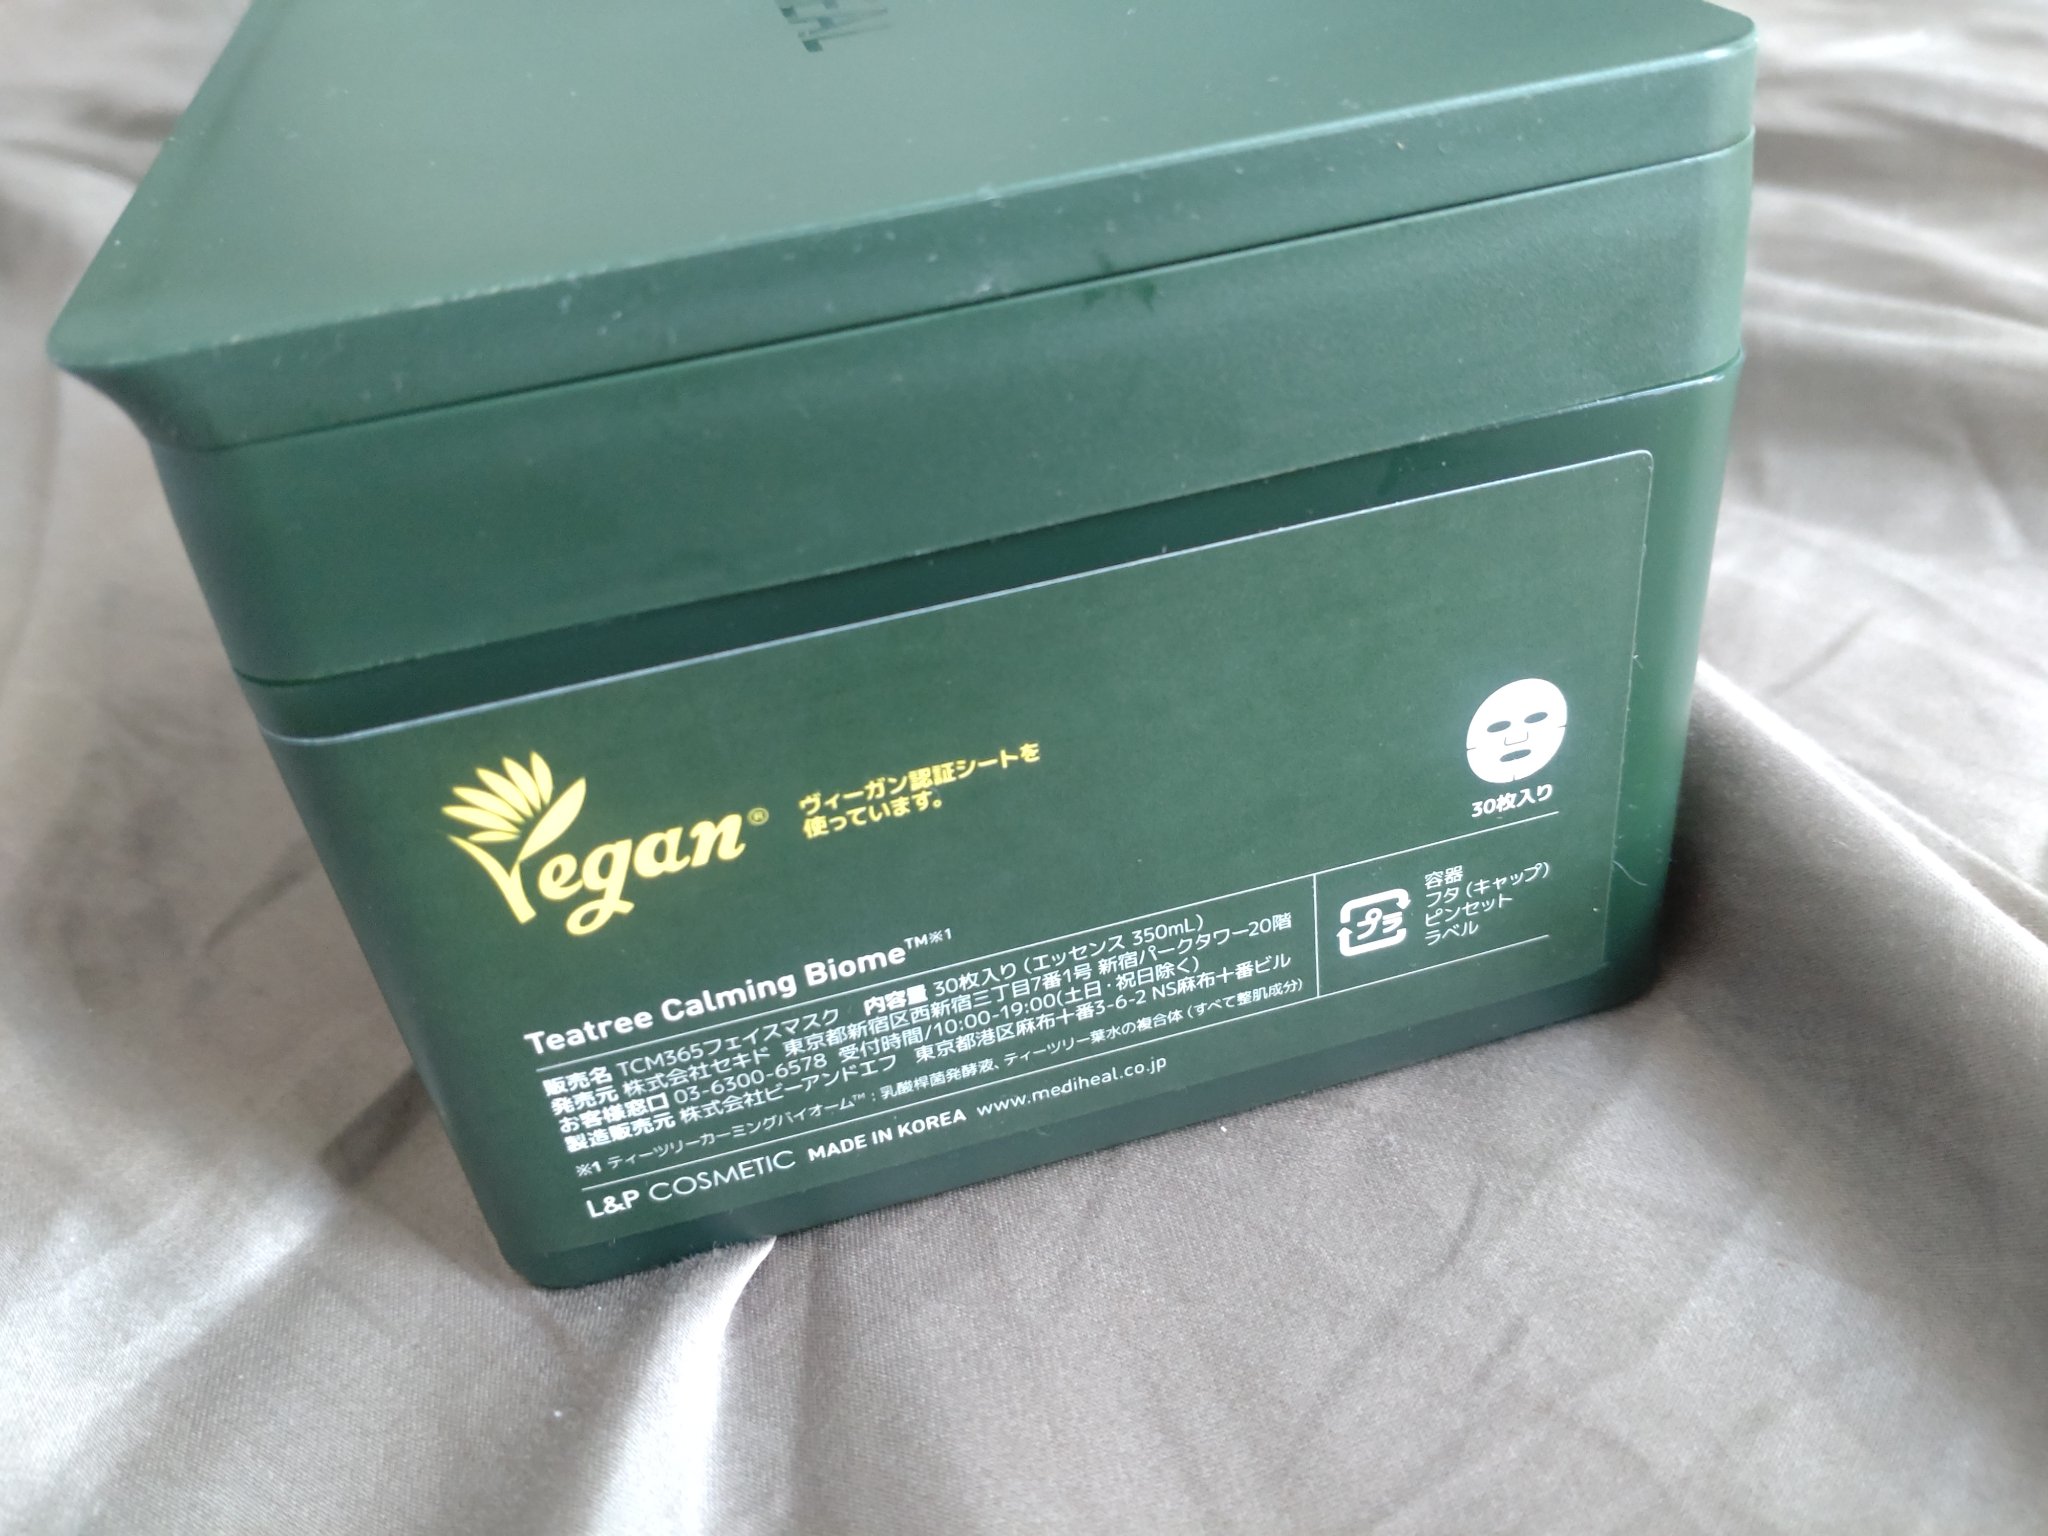 Vegan®
ヴィーガン認証シートを
使っています。
30枚入り
Teatree Calming Biome™※1
販売名 TCM365フェイスマスク 内容量 30枚入り (エッセンス 350mL)
発売元 株式会社セキド 東京都新宿区西新宿三丁目7番1号 新宿パークタワー20階
お客様窓口 03-6300-6578 受付時間/10:00-19:00(土日・祝日除く)
製造販売元 株式会社ビーアンドエフ 東京都港区麻布十番3-6-2 NS麻布十番ビル
※1 ティーツリーカーミングバイオーム™:乳酸桿菌発酵液、ティーツリー葉水の複合体 (すべて整肌成分)
プラ
容器
フタ (キャップ)
ピンセット
ラベル
L&P COSMETIC MADE IN KOREA www.mediheal.co.jp